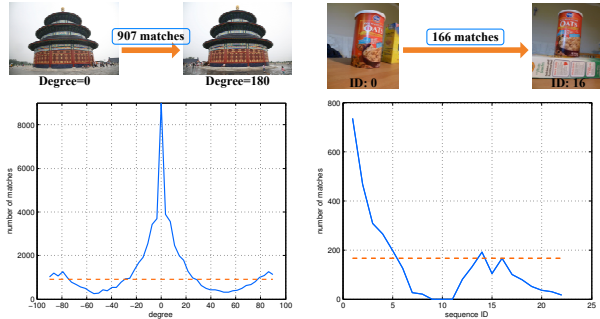 907 matches
Degree=0
Degree=180
166 matches
OATS
ID: 0
ID: 16
number of matches
8000
6000
4000
2000
0
−100 −80 −60 −40 −20 0 20 40 60 80 100
degree
number of matches
800
600
400
200
0
0 5 10 15 20 25
sequence ID